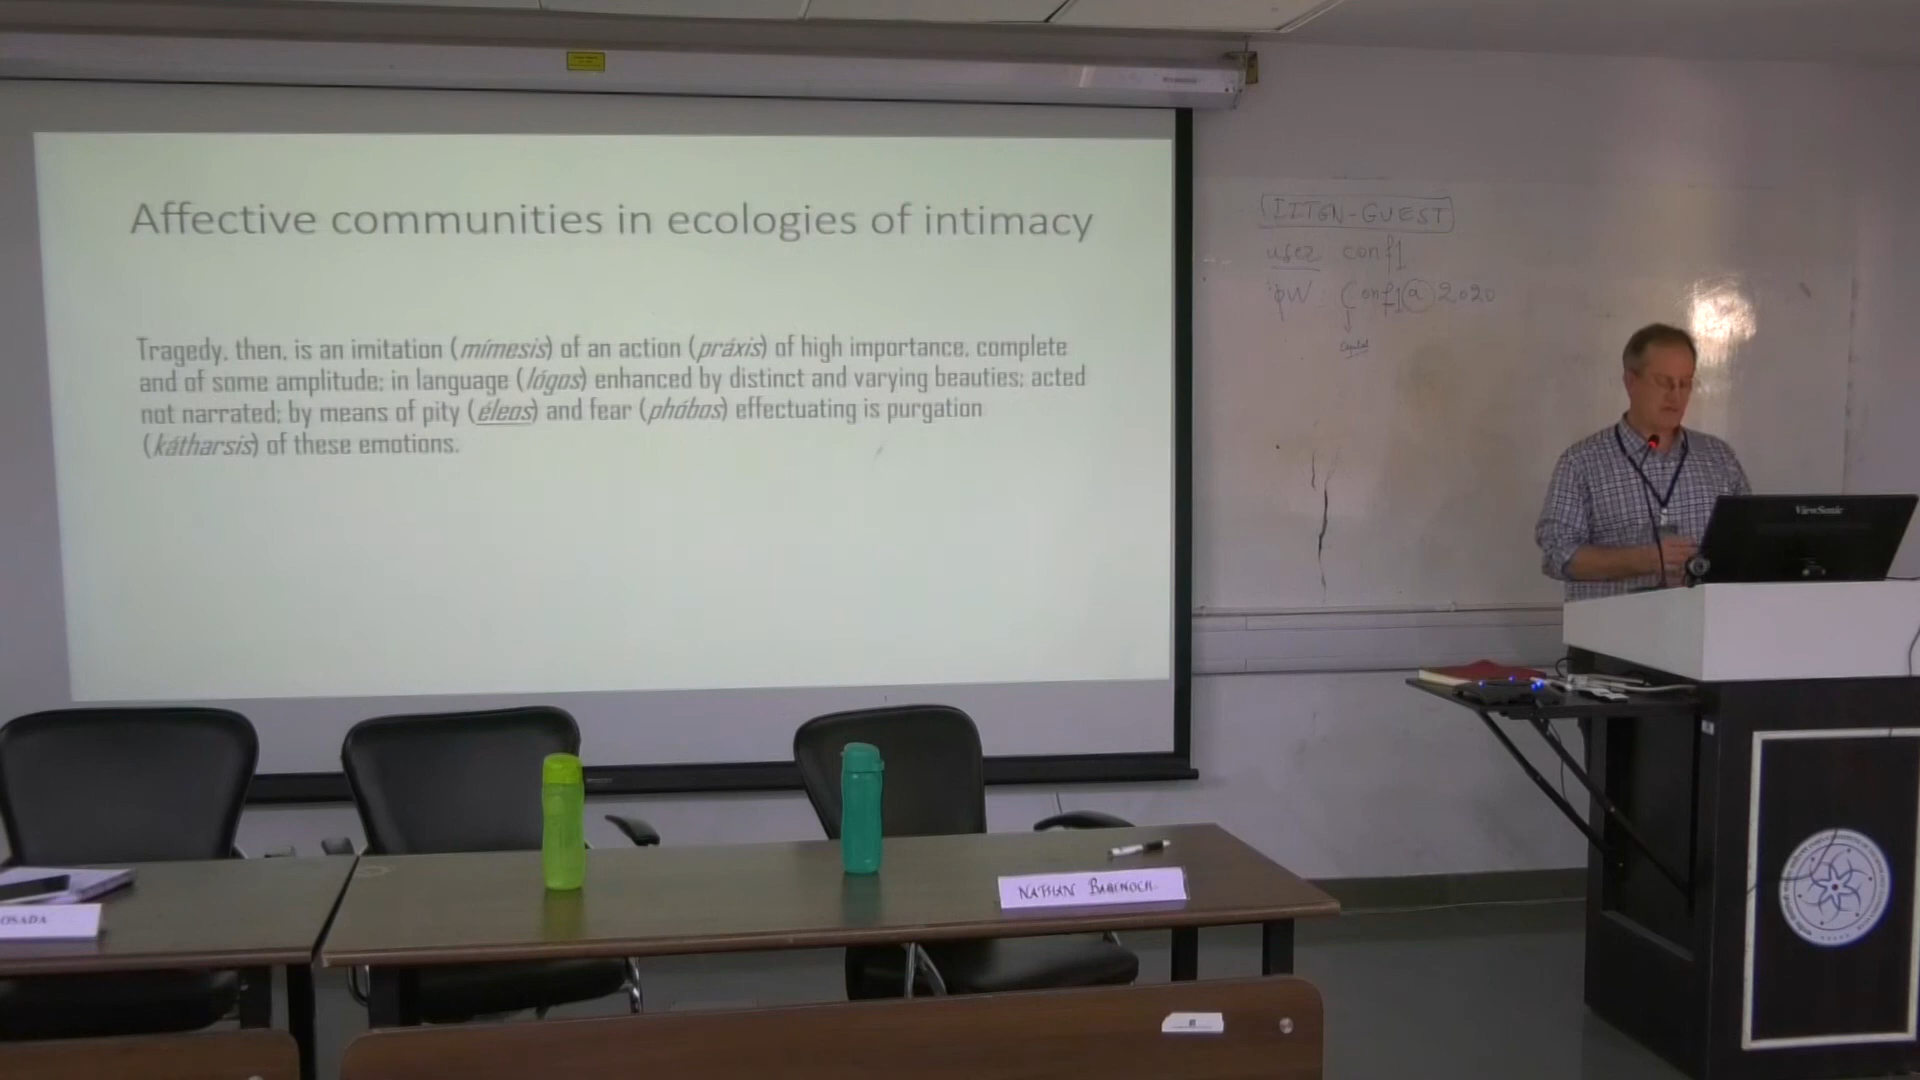 Affective communities in ecologies of intimacy
Tragedy, then, is an imitation (mímesis) of an action (práxis) of high importance, complete
and of some amplitude; in language (lógos) enhanced by distinct and varying beauties; acted
not narrated; by means of pity (éleos) and fear (phóbos) effectuating is purgation
(kátharsis) of these emotions.
IITGN-GUEST
user conf1
pW : Conf1@2020
Capital
ViewSonic
OSADA
NATHAN BABINOCH